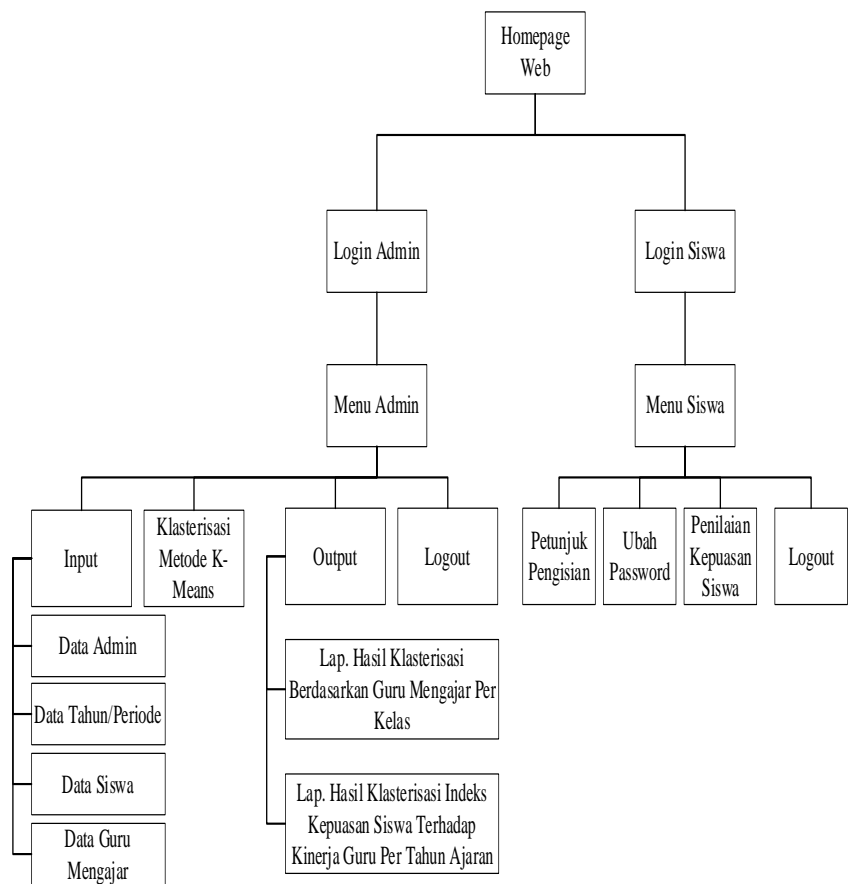 Homepage
Web
Login Admin
Login Siswa
Menu Admin
Menu Siswa
Input
Klasterisasi
Metode K-
Means
Output
Logout
Petunjuk
Pengisian
Ubah
Password
Penilaian
Kepuasan
Siswa
Logout
Data Admin
Data Tahun/Periode
Data Siswa
Data Guru
Mengajar
Lap. Hasil Klasterisasi
Berdasarkan Guru Mengajar Per
Kelas
Lap. Hasil Klasterisasi Indeks
Kepuasan Siswa Terhadap
Kinerja Guru Per Tahun Ajaran